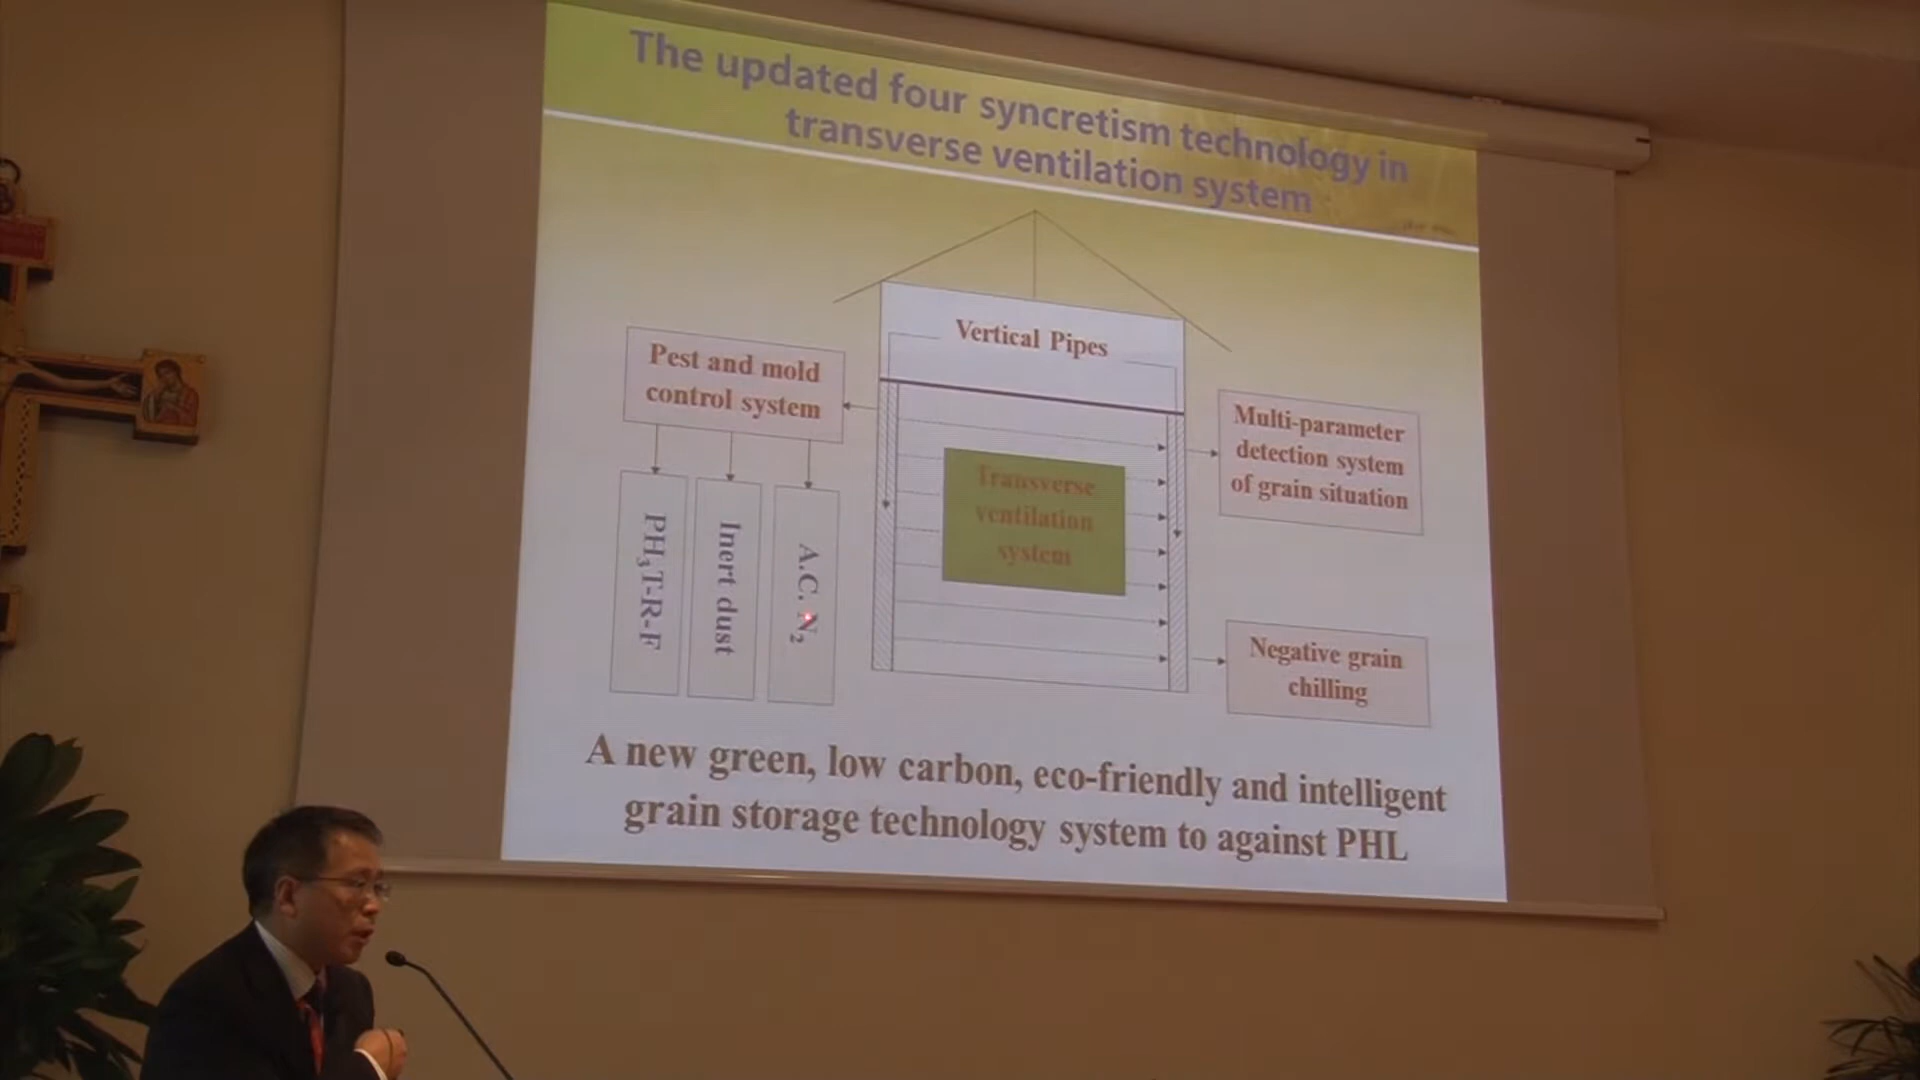 The updated four syncretism technology in
transverse ventilation system
Vertical Pipes
Pest and mold
control system
PH₃T-R-F
Inert dust
A.C. N₂
Transverse
ventilation
system
Multi-parameter
detection system
of grain situation
Negative grain
chilling
A new green, low carbon, eco-friendly and intelligent
grain storage technology system to against PHL